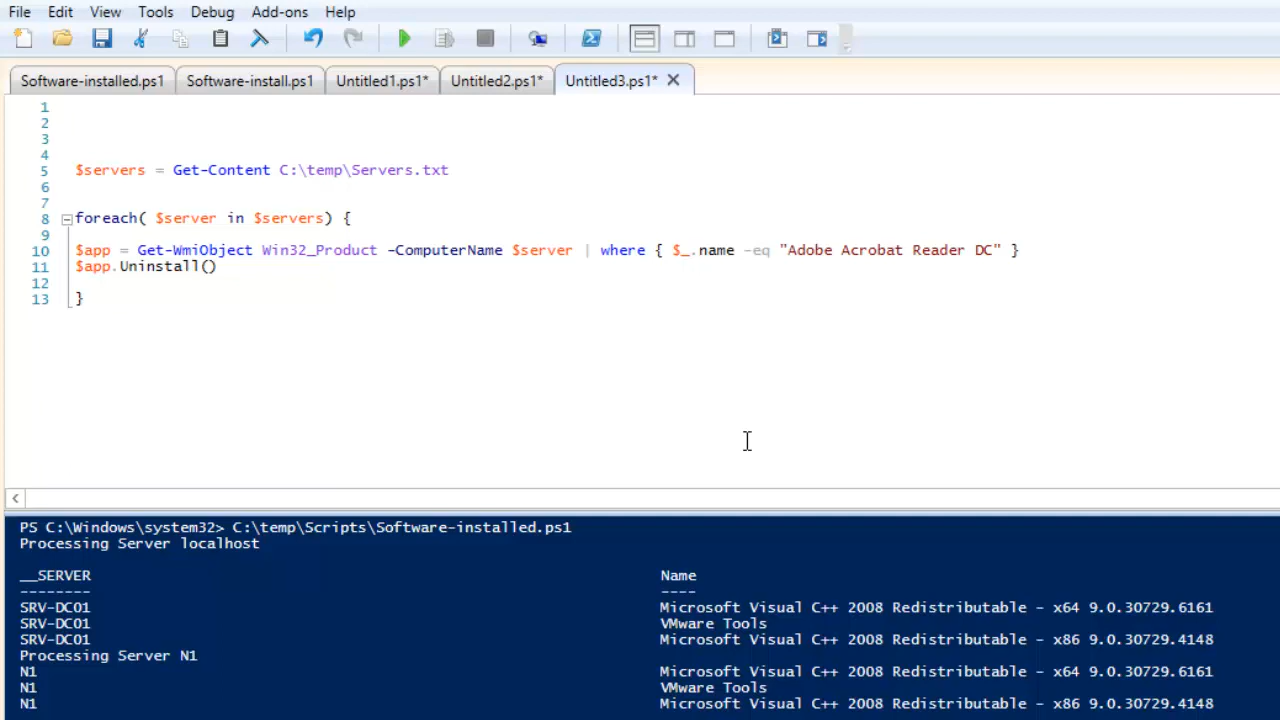 File Edit View Tools Debug Add-ons Help
Software-installed.ps1 Software-install.ps1 Untitled1.ps1* Untitled2.ps1* Untitled3.ps1* X
1
2
3
4
5 $servers = Get-Content C:\temp\Servers.txt
6
7
8 foreach( $server in $servers) {
9
10 $app = Get-WmiObject Win32_Product -ComputerName $server | where { $_.name -eq "Adobe Acrobat Reader DC" }
11 $app.Uninstall()
12
13 }
PS C:\Windows\system32> C:\temp\Scripts\Software-installed.ps1
Processing Server localhost
__SERVER Name
-------- ----
SRV-DC01 Microsoft Visual C++ 2008 Redistributable - x64 9.0.30729.6161
SRV-DC01 VMware Tools
SRV-DC01 Microsoft Visual C++ 2008 Redistributable - x86 9.0.30729.4148
Processing Server N1
N1 Microsoft Visual C++ 2008 Redistributable - x64 9.0.30729.6161
N1 VMware Tools
N1 Microsoft Visual C++ 2008 Redistributable - x86 9.0.30729.4148